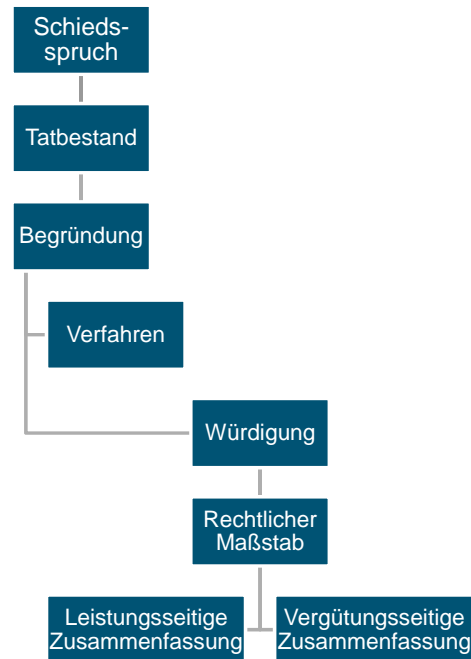 Schieds-
spruch
Tatbestand
Begründung
Verfahren
Würdigung
Rechtlicher
Maßstab
Leistungsseitige
Zusammenfassung
Vergütungsseitige
Zusammenfassung